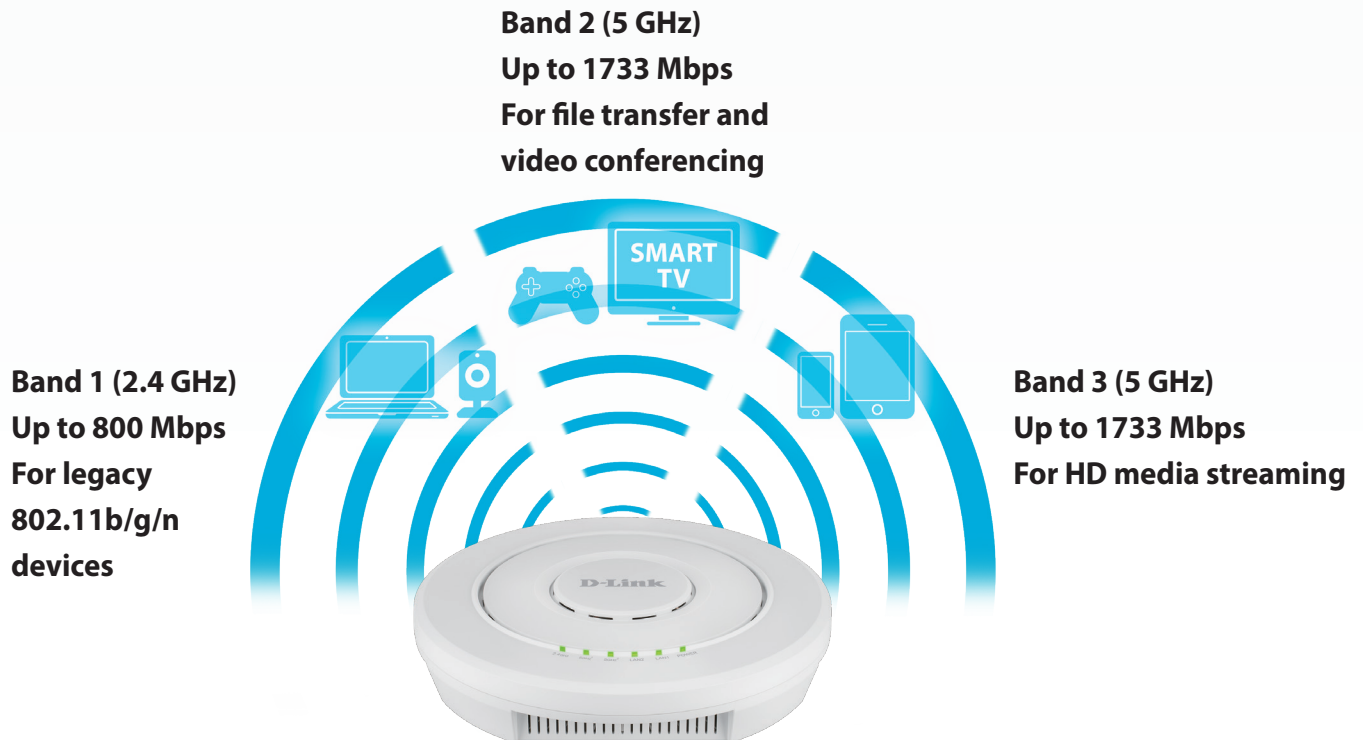 Band 2 (5 GHz)
Up to 1733 Mbps
For file transfer and
video conferencing
SMART
TV
Band 1 (2.4 GHz)
Up to 800 Mbps
For legacy
802.11b/g/n
devices
Band 3 (5 GHz)
Up to 1733 Mbps
For HD media streaming
D-Link